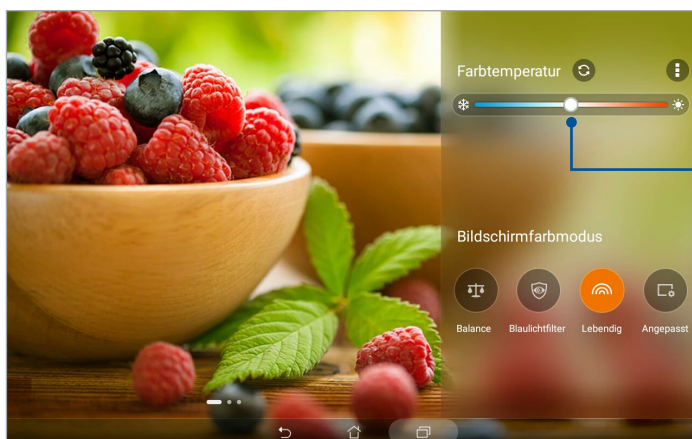 Farbtemperatur
Bildschirmfarbmodus
Balance Blaulichtfilter Lebendig Angepasst